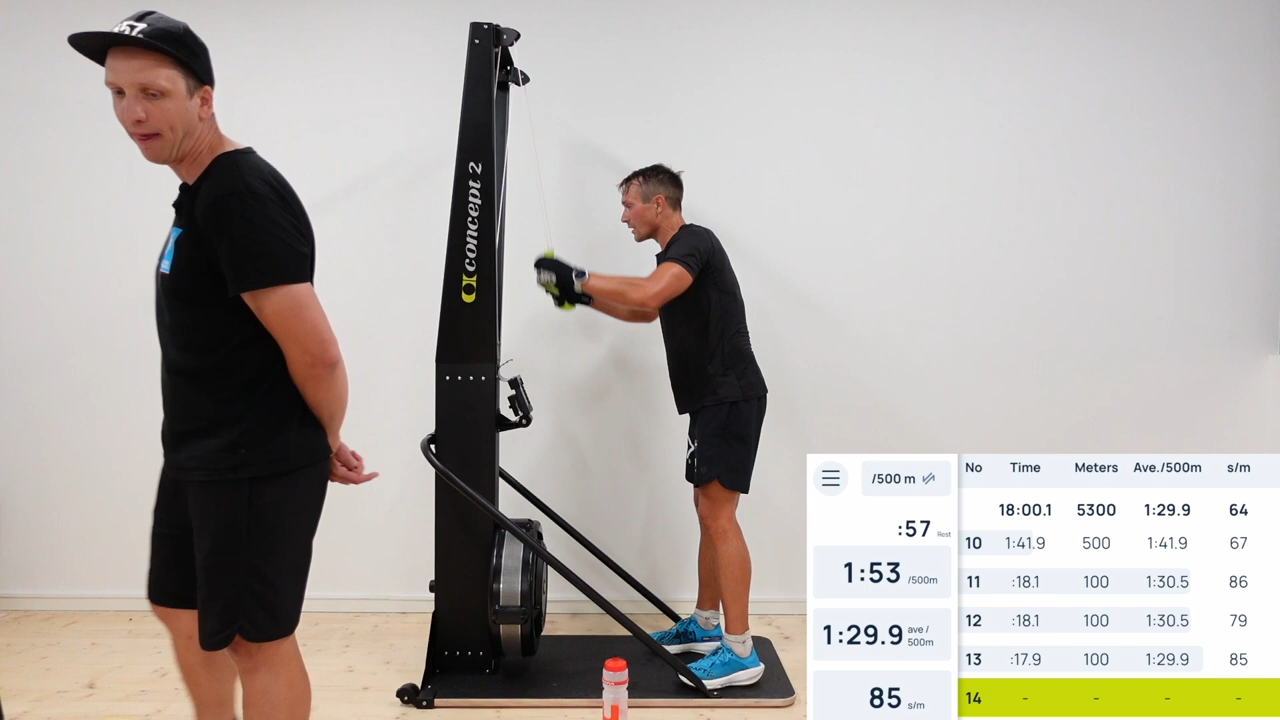 257
concept 2
/500 m
:57 Rest
1:53 /500m
1:29.9 ave / 500m
85 s/m
No Time Meters Ave./500m s/m
18:00.1 5300 1:29.9 64
10 1:41.9 500 1:41.9 67
11 :18.1 100 1:30.5 86
12 :18.1 100 1:30.5 79
13 :17.9 100 1:29.9 85
14 - - - -